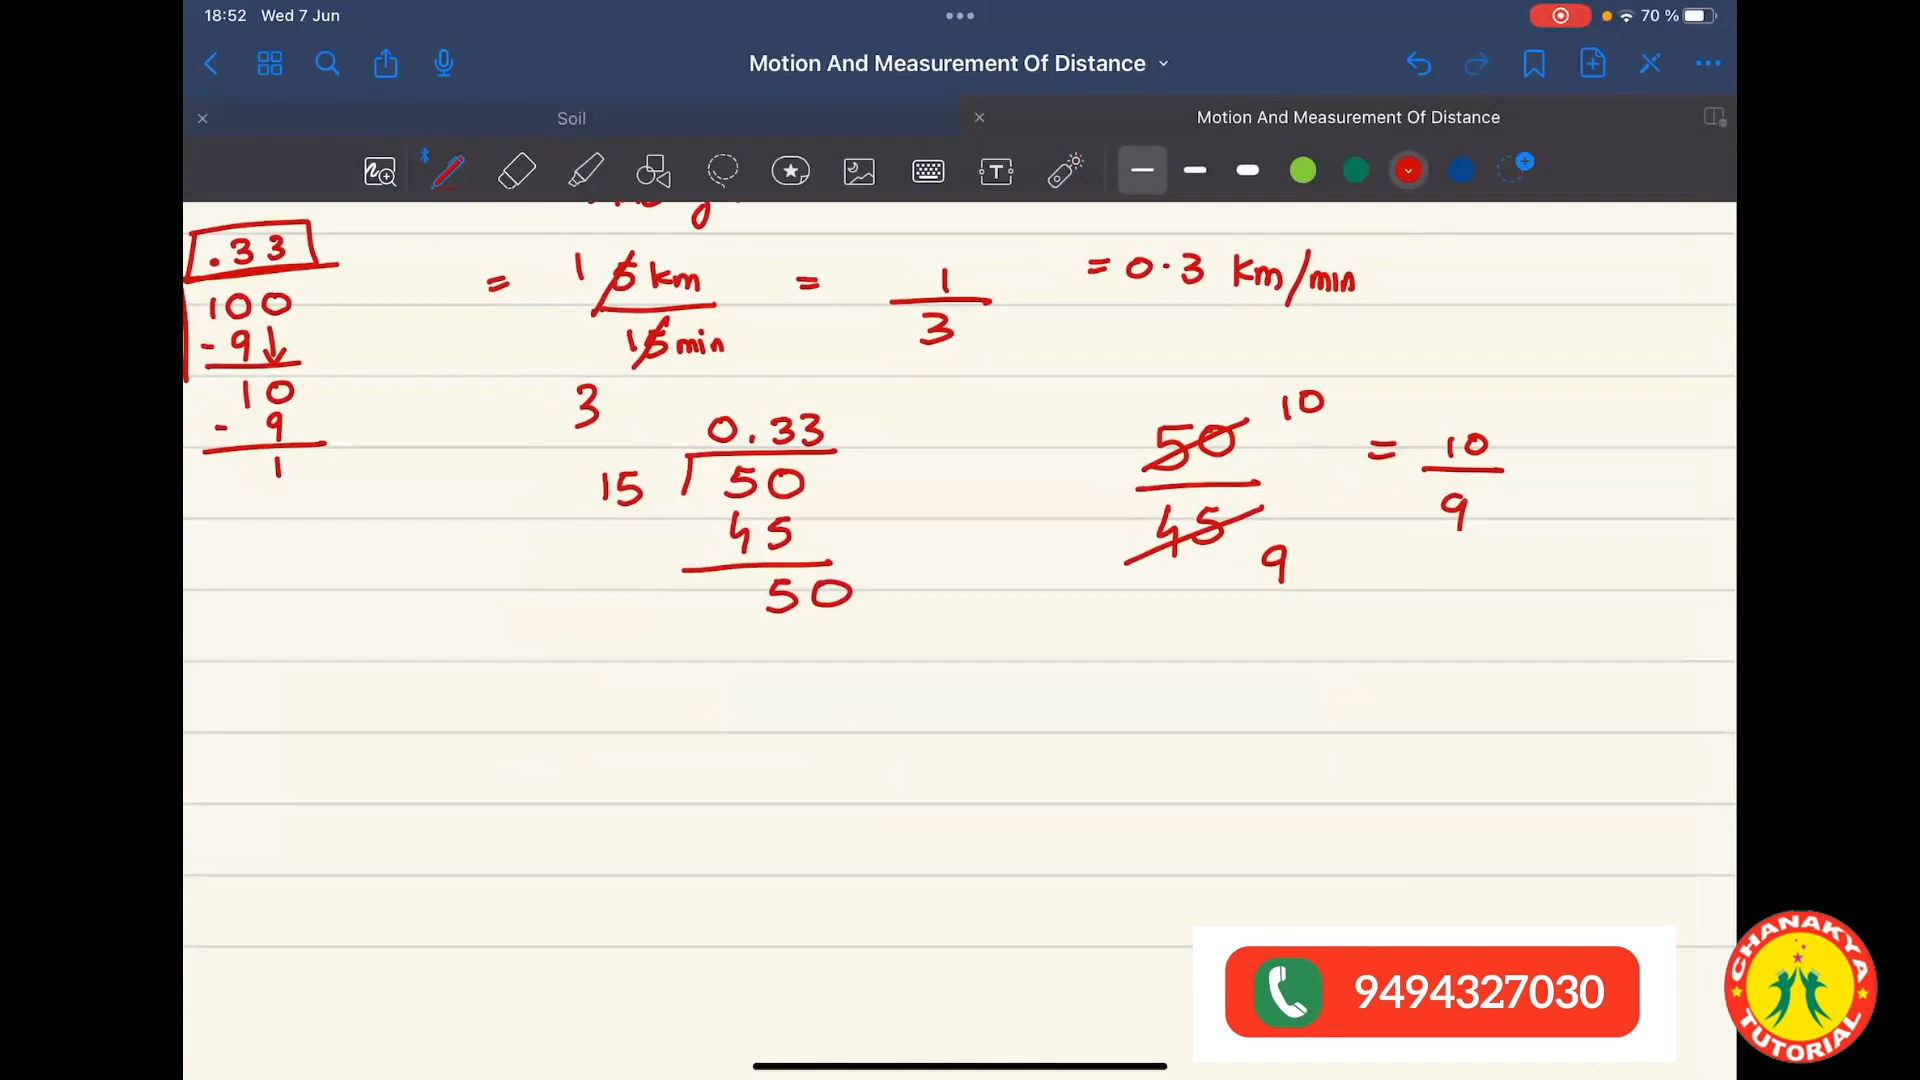 18:52 Wed 7 Jun
70 %
Motion And Measurement Of Distance
Soil
Motion And Measurement Of Distance
.33
100
- 9
10
- 9
1
= 1 5 km / 15 min 3 = 1/3 = 0.3 Km/min
0.33
15 50
45
50
50 10 / 45 9 = 10/9
9494327030
CHANAKYA
TUTORIAL